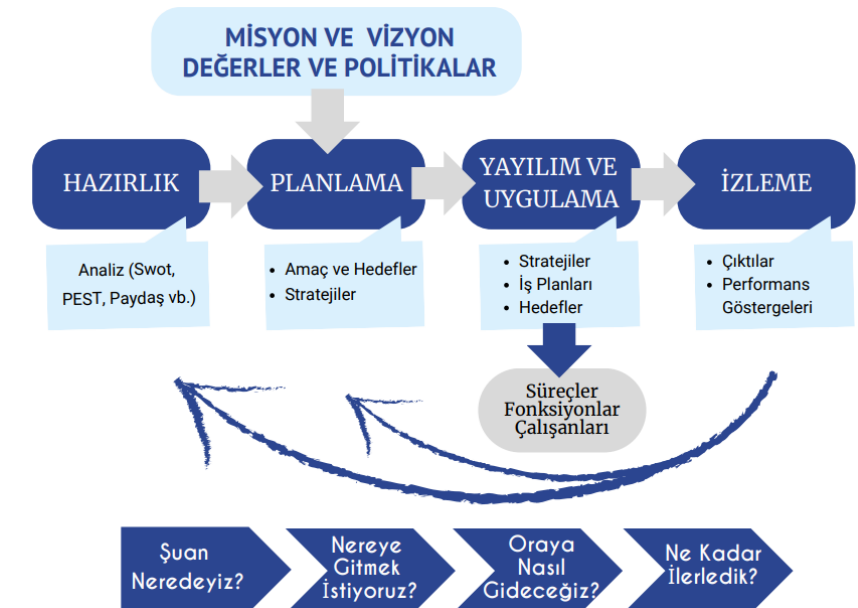 MİSYON VE VİZYON
DEĞERLER VE POLİTİKALAR
HAZIRLIK
PLANLAMA
YAYILIM VE
UYGULAMA
İZLEME
Analiz (Swot,
PEST, Paydaş vb.)
• Amaç ve Hedefler
• Stratejiler
• Stratejiler
• İş Planları
• Hedefler
• Çıktılar
• Performans
Göstergeleri
Süreçler
Fonksiyonlar
Çalışanları
Şuan
Neredeyiz?
Nereye
Gitmek
İstiyoruz?
Oraya
Nasıl
Gideceğiz?
Ne Kadar
İlerledik?